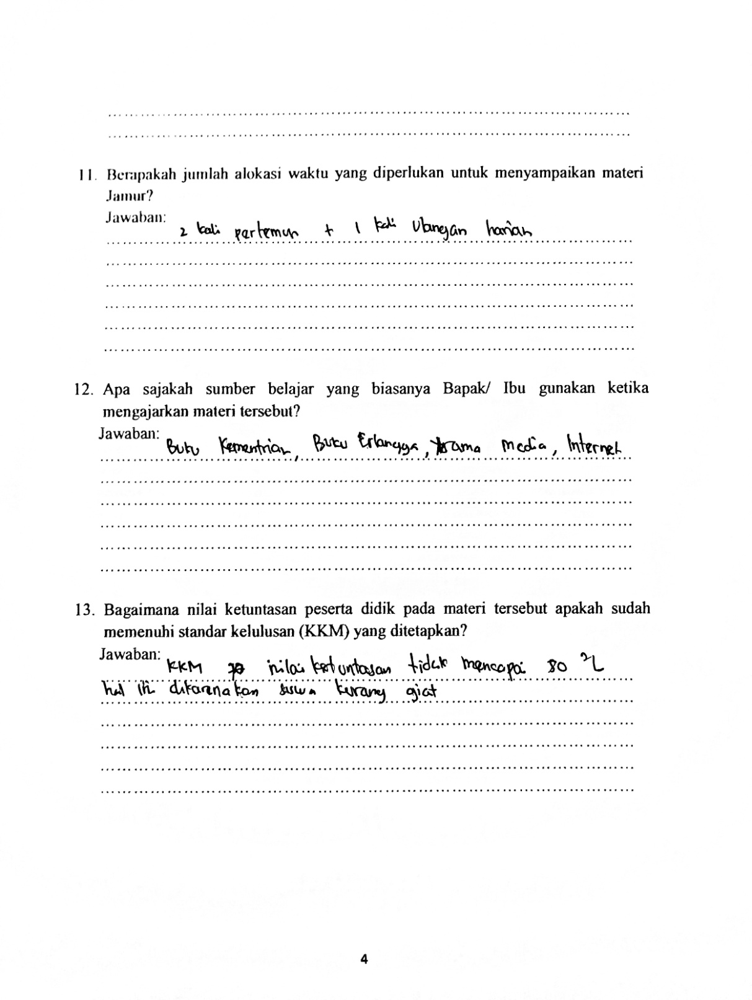 11. Berapakah jumlah alokasi waktu yang diperlukan untuk menyampaikan materi
Jamur?
Jawaban:
2 kali pertemun + 1 kali Ulangan harian
12. Apa sajakah sumber belajar yang biasanya Bapak/ Ibu gunakan ketika
mengajarkan materi tersebut?
Jawaban:
Buku Kementrian, Buku Erlangga, trama media, Internet
13. Bagaimana nilai ketuntasan peserta didik pada materi tersebut apakah sudah
memenuhi standar kelulusan (KKM) yang ditetapkan?
Jawaban:
KKM 70 nilai ketuntasan tidak mencapai 80 %
hal ini dikarenakan siswa kurang giat
4